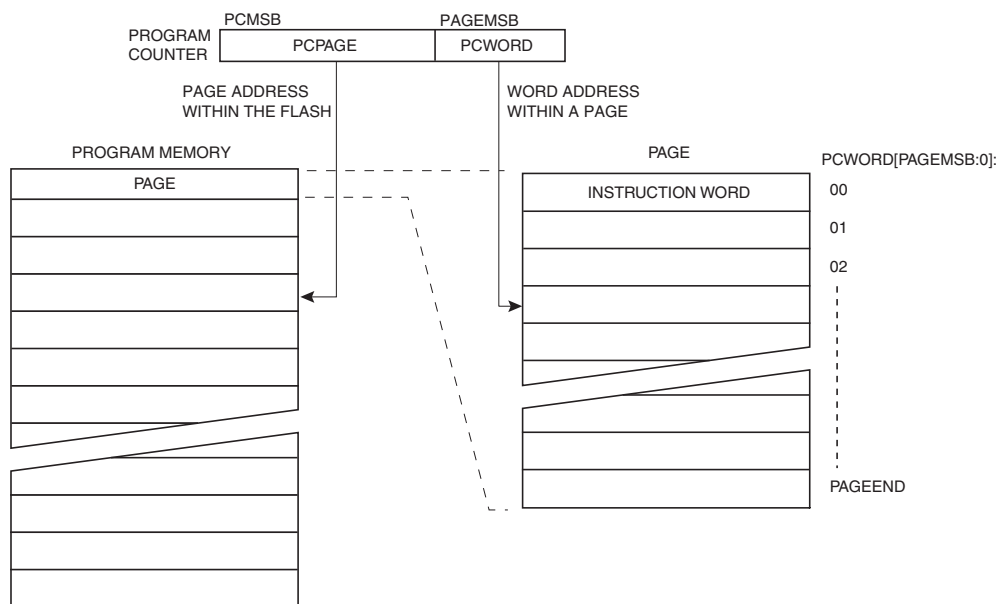 PCMSB PAGEMSB
PROGRAM
COUNTER
PCPAGE PCWORD
PAGE ADDRESS
WITHIN THE FLASH
WORD ADDRESS
WITHIN A PAGE
PROGRAM MEMORY
PAGE
PAGE
PCWORD[PAGEMSB:0]:
INSTRUCTION WORD
00
01
02
PAGEEND